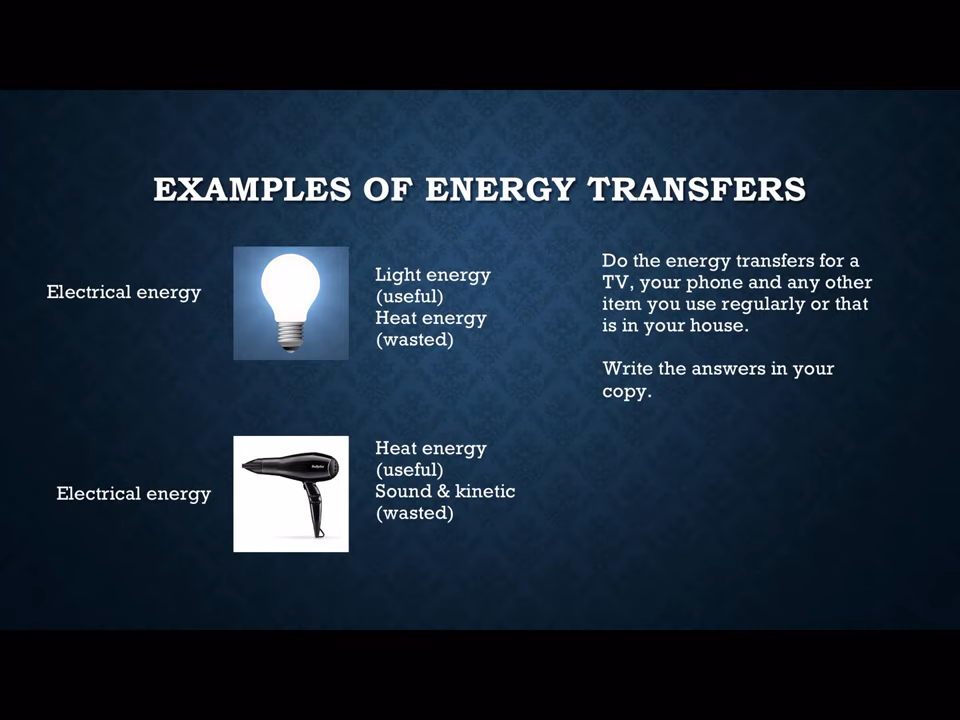 EXAMPLES OF ENERGY TRANSFERS
Electrical energy
Light energy
(useful)
Heat energy
(wasted)
Do the energy transfers for a
TV, your phone and any other
item you use regularly or that
is in your house.
Write the answers in your
copy.
Electrical energy
Heat energy
(useful)
Sound & kinetic
(wasted)